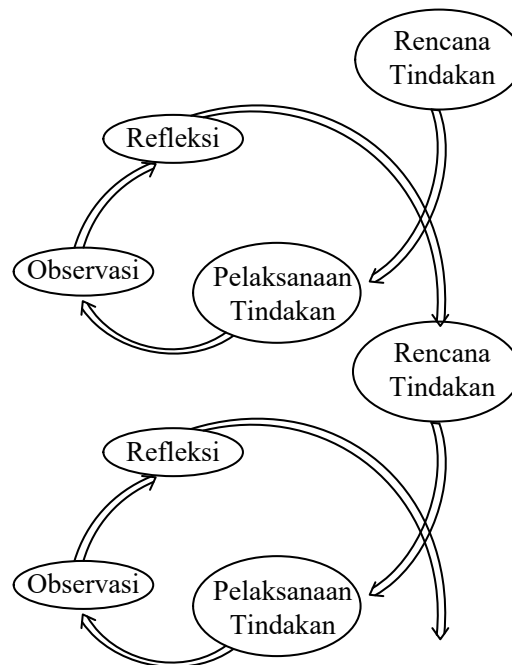 Rencana
Tindakan
Refleksi
Observasi
Pelaksanaan
Tindakan
Rencana
Tindakan
Refleksi
Observasi
Pelaksanaan
Tindakan